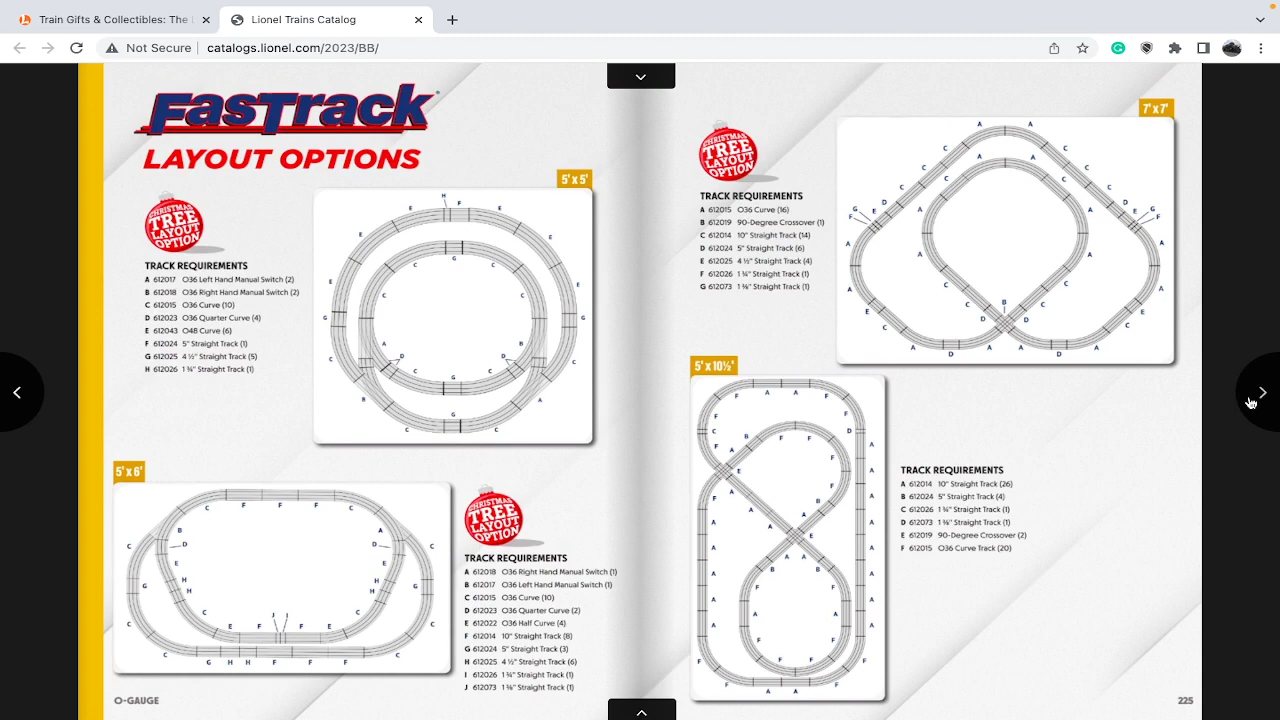 Train Gifts & Collectibles: The
Lionel Trains Catalog
Not Secure
catalogs.lionel.com/2023/BB/
FasTrack
LAYOUT OPTIONS
CHRISTMAS
TREE
LAYOUT
OPTION
5' x 5'
TRACK REQUIREMENTS
A 612017 O36 Left Hand Manual Switch (2)
B 612018 O36 Right Hand Manual Switch (2)
C 612015 O36 Curve (10)
D 612023 O36 Quarter Curve (4)
E 612043 O48 Curve (6)
F 612024 5" Straight Track (1)
G 612025 4 ½" Straight Track (5)
H 612026 1 ¾" Straight Track (1)
5' x 6'
CHRISTMAS
TREE
LAYOUT
OPTION
TRACK REQUIREMENTS
A 612018 O36 Right Hand Manual Switch (1)
B 612017 O36 Left Hand Manual Switch (1)
C 612015 O36 Curve (10)
D 612023 O36 Quarter Curve (2)
E 612022 O36 Half Curve (4)
F 612014 10" Straight Track (8)
G 612024 5" Straight Track (3)
H 612025 4 ½" Straight Track (6)
I 612026 1 ¾" Straight Track (1)
J 612073 1 ⅜" Straight Track (1)
O-GAUGE
CHRISTMAS
TREE
LAYOUT
OPTION
7' x 7'
TRACK REQUIREMENTS
A 612015 O36 Curve (16)
B 612019 90-Degree Crossover (1)
C 612014 10" Straight Track (14)
D 612024 5" Straight Track (6)
E 612025 4 ½" Straight Track (4)
F 612026 1 ¾" Straight Track (1)
G 612073 1 ⅜" Straight Track (1)
5' x 10½'
TRACK REQUIREMENTS
A 612014 10" Straight Track (26)
B 612024 5" Straight Track (4)
C 612026 1 ¾" Straight Track (1)
D 612073 1 ⅜" Straight Track (1)
E 612019 90-Degree Crossover (2)
F 612015 O36 Curve Track (20)
225